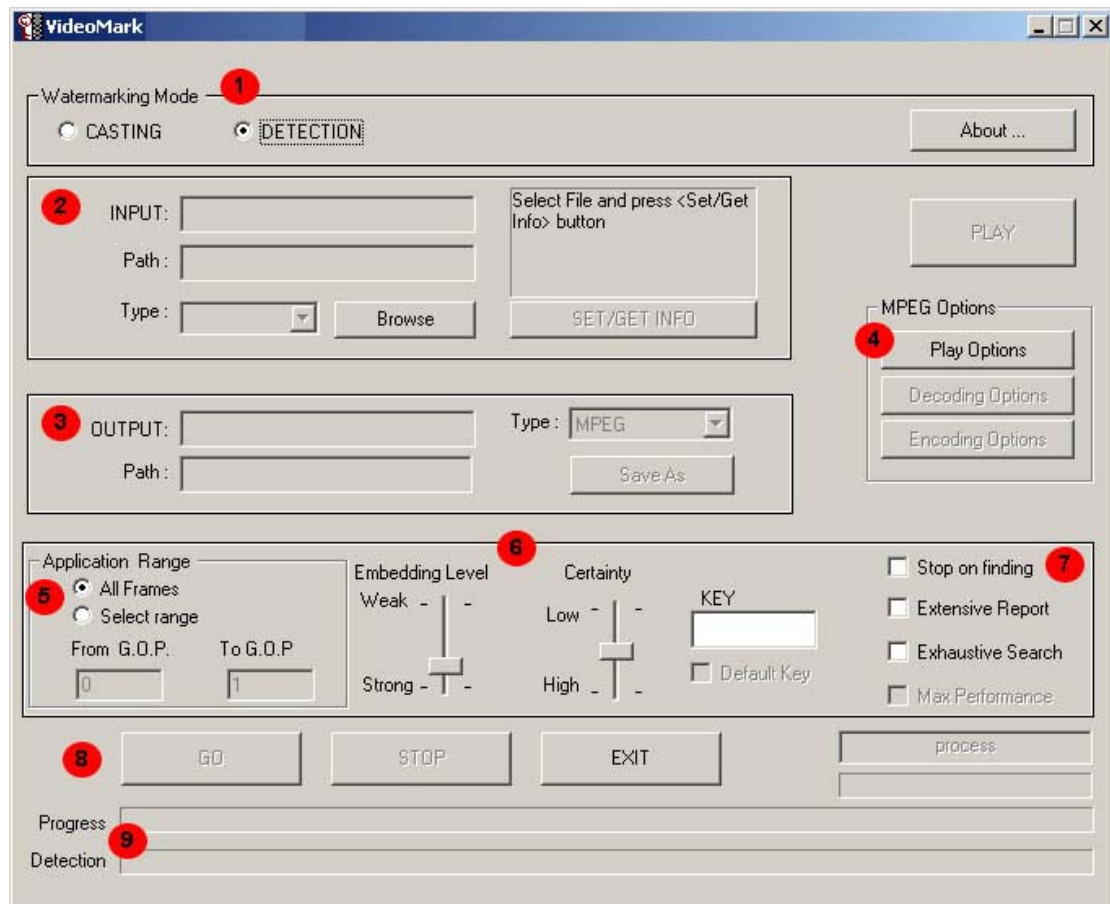 VideoMark
1
Watermarking Mode
CASTING
DETECTION
About ...
2
INPUT:
Select File and press <Set/Get
Info> button
PLAY
Path :
Type :
Browse
SET/GET INFO
MPEG Options
4
Play Options
Decoding Options
Encoding Options
3
OUTPUT:
Type :
MPEG
Path :
Save As
6
Application Range
5
All Frames
Select range
From G.O.P.
To G.O.P
0
1
Embedding Level
Weak
Strong
Certainty
Low
High
KEY
Default Key
7
Stop on finding
Extensive Report
Exhaustive Search
Max Performance
8
GO
STOP
EXIT
process
Progress
9
Detection